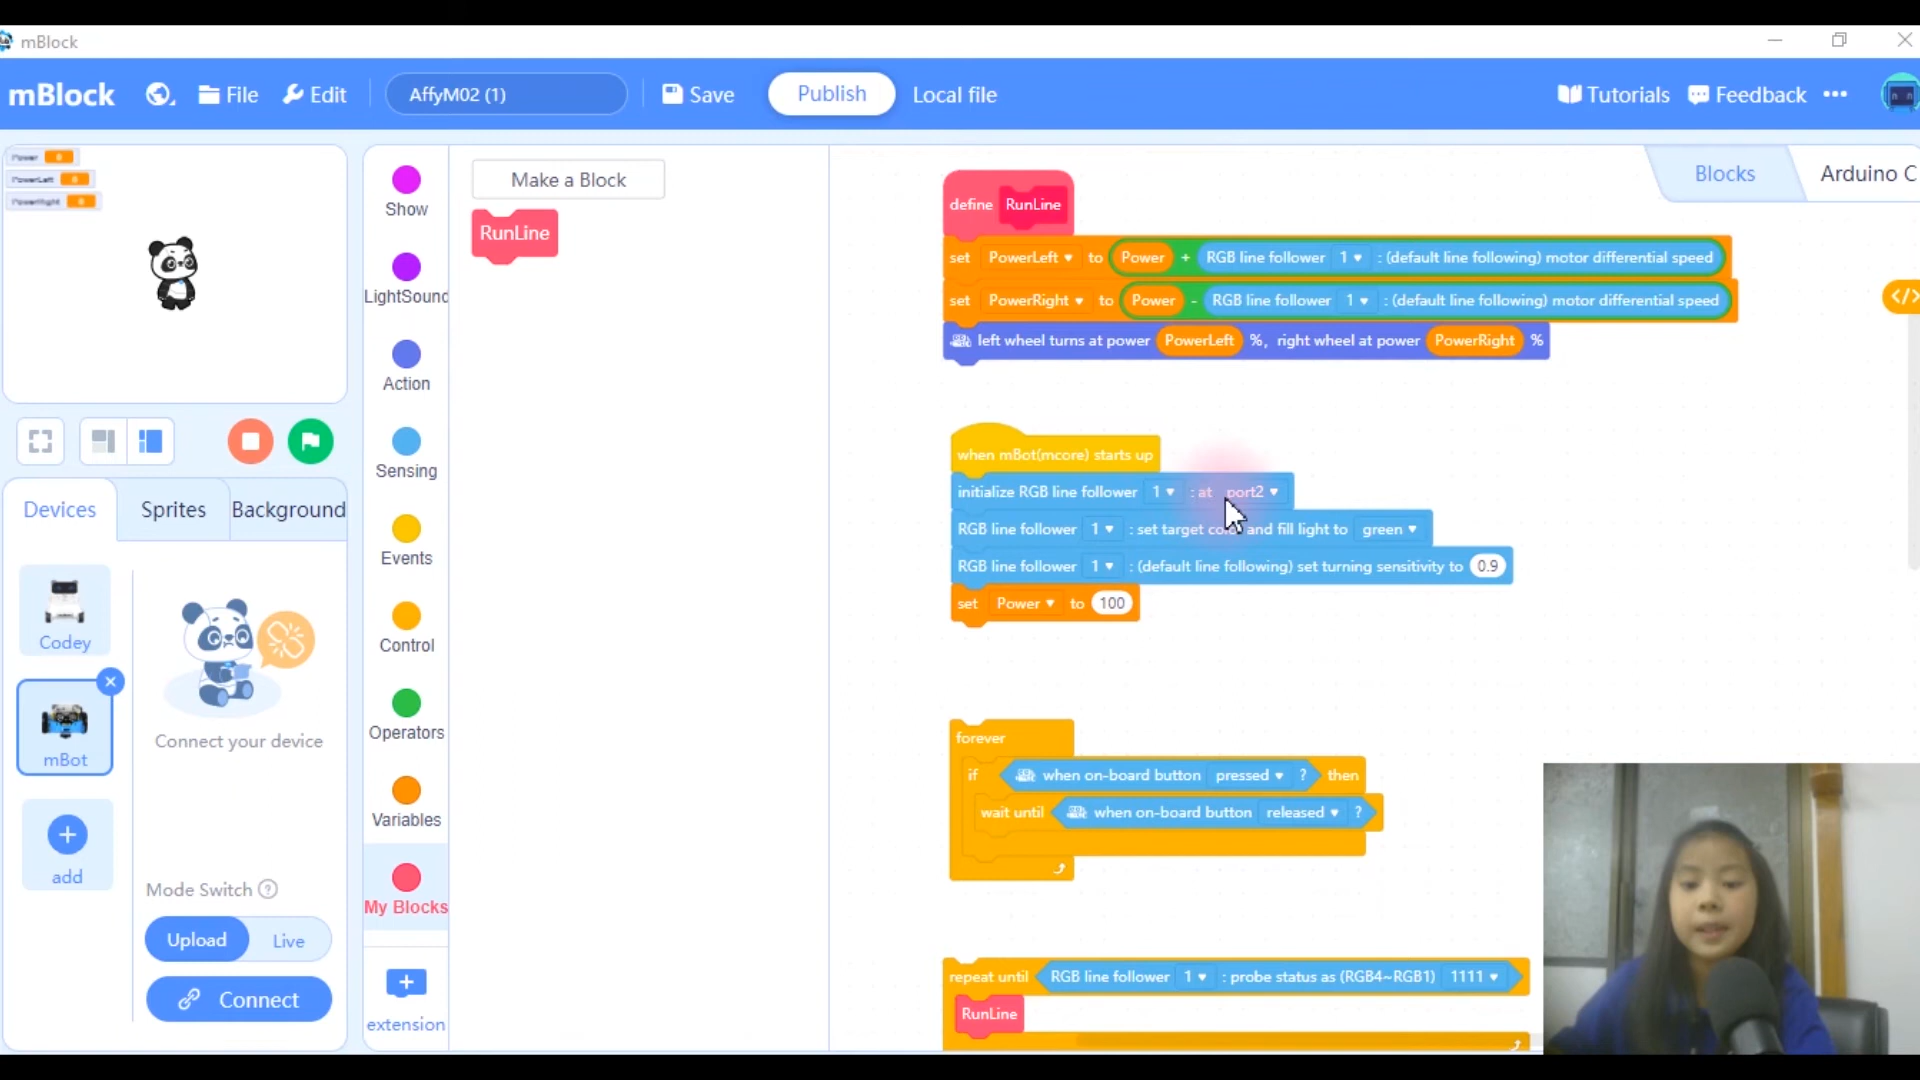 mBlock
mBlock File Edit AffyM02 (1) Save Publish Local file Tutorials Feedback •••
Power 0
PowerLeft 0
PowerRight 0
Devices Sprites Background
Codey
mBot
add
Connect your device
Mode Switch ?
Upload Live
Connect
Show
LightSound
Action
Sensing
Events
Control
Operators
Variables
My Blocks
extension
Make a Block
RunLine
Blocks Arduino C
</>
define RunLine
set PowerLeft to Power + RGB line follower 1 : (default line following) motor differential speed
set PowerRight to Power - RGB line follower 1 : (default line following) motor differential speed
left wheel turns at power PowerLeft %, right wheel at power PowerRight %
when mBot(mcore) starts up
initialize RGB line follower 1 : at port2
RGB line follower 1 : set target and fill light to green
RGB line follower 1 : (default line following) set turning sensitivity to 0.9
set Power to 100
forever
if when on-board button pressed ? then
wait until when on-board button released ?
repeat until RGB line follower 1 : probe status as (RGB4~RGB1) 1111
RunLine